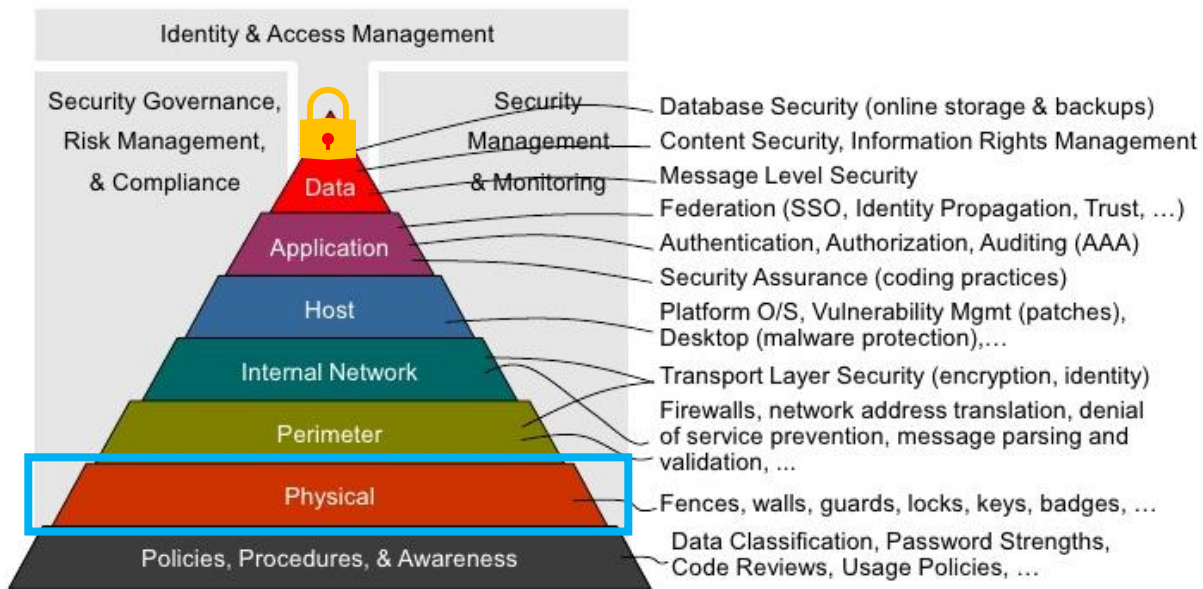 Identity & Access Management
Security Governance,
Risk Management,
& Compliance
Security
Management
& Monitoring
Data
Application
Host
Internal Network
Perimeter
Physical
Policies, Procedures, & Awareness
Database Security (online storage & backups)
Content Security, Information Rights Management
Message Level Security
Federation (SSO, Identity Propagation, Trust, …)
Authentication, Authorization, Auditing (AAA)
Security Assurance (coding practices)
Platform O/S, Vulnerability Mgmt (patches),
Desktop (malware protection),…
Transport Layer Security (encryption, identity)
Firewalls, network address translation, denial
of service prevention, message parsing and
validation, ...
Fences, walls, guards, locks, keys, badges, …
Data Classification, Password Strengths,
Code Reviews, Usage Policies, …